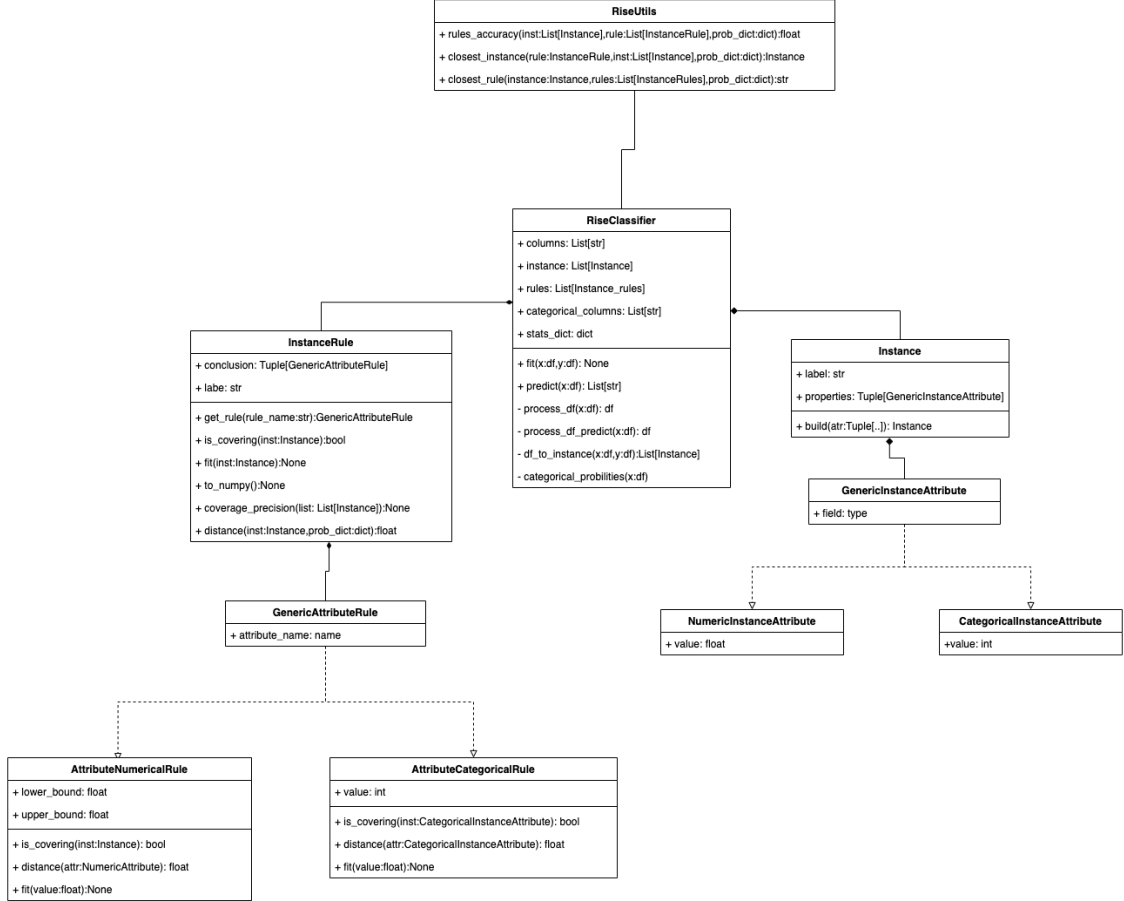 RiseUtils
+ rules_accuracy(inst:List[Instance],rule:List[InstanceRule],prob_dict:dict):float
+ closest_instance(rule:InstanceRule,inst:List[Instance],prob_dict:dict):Instance
+ closest_rule(instance:Instance,rules:List[InstanceRules],prob_dict:dict):str
RiseClassifier
+ columns: List[str]
+ instance: List[Instance]
+ rules: List[Instance_rules]
+ categorical_columns: List[str]
+ stats_dict: dict
+ fit(x:df,y:df): None
+ predict(x:df): List[str]
- process_df(x:df): df
- process_df_predict(x:df): df
- df_to_instance(x:df,y:df):List[Instance]
- categorical_probilities(x:df)
InstanceRule
+ conclusion: Tuple[GenericAttributeRule]
+ labe: str
+ get_rule(rule_name:str):GenericAttributeRule
+ is_covering(inst:Instance):bool
+ fit(inst:Instance):None
+ to_numpy():None
+ coverage_precision(list: List[Instance]):None
+ distance(inst:Instance,prob_dict:dict):float
Instance
+ label: str
+ properties: Tuple[GenericInstanceAttribute]
+ build(atr:Tuple[..]): Instance
GenericInstanceAttribute
+ field: type
GenericAttributeRule
+ attribute_name: name
NumericInstanceAttribute
+ value: float
CategoricalInstanceAttribute
+value: int
AttributeNumericalRule
+ lower_bound: float
+ upper_bound: float
+ is_covering(inst:Instance): bool
+ distance(attr:NumericAttribute): float
+ fit(value:float):None
AttributeCategoricalRule
+ value: int
+ is_covering(inst:CategoricalInstanceAttribute): bool
+ distance(attr:CategoricalInstanceAttribute): float
+ fit(value:float):None